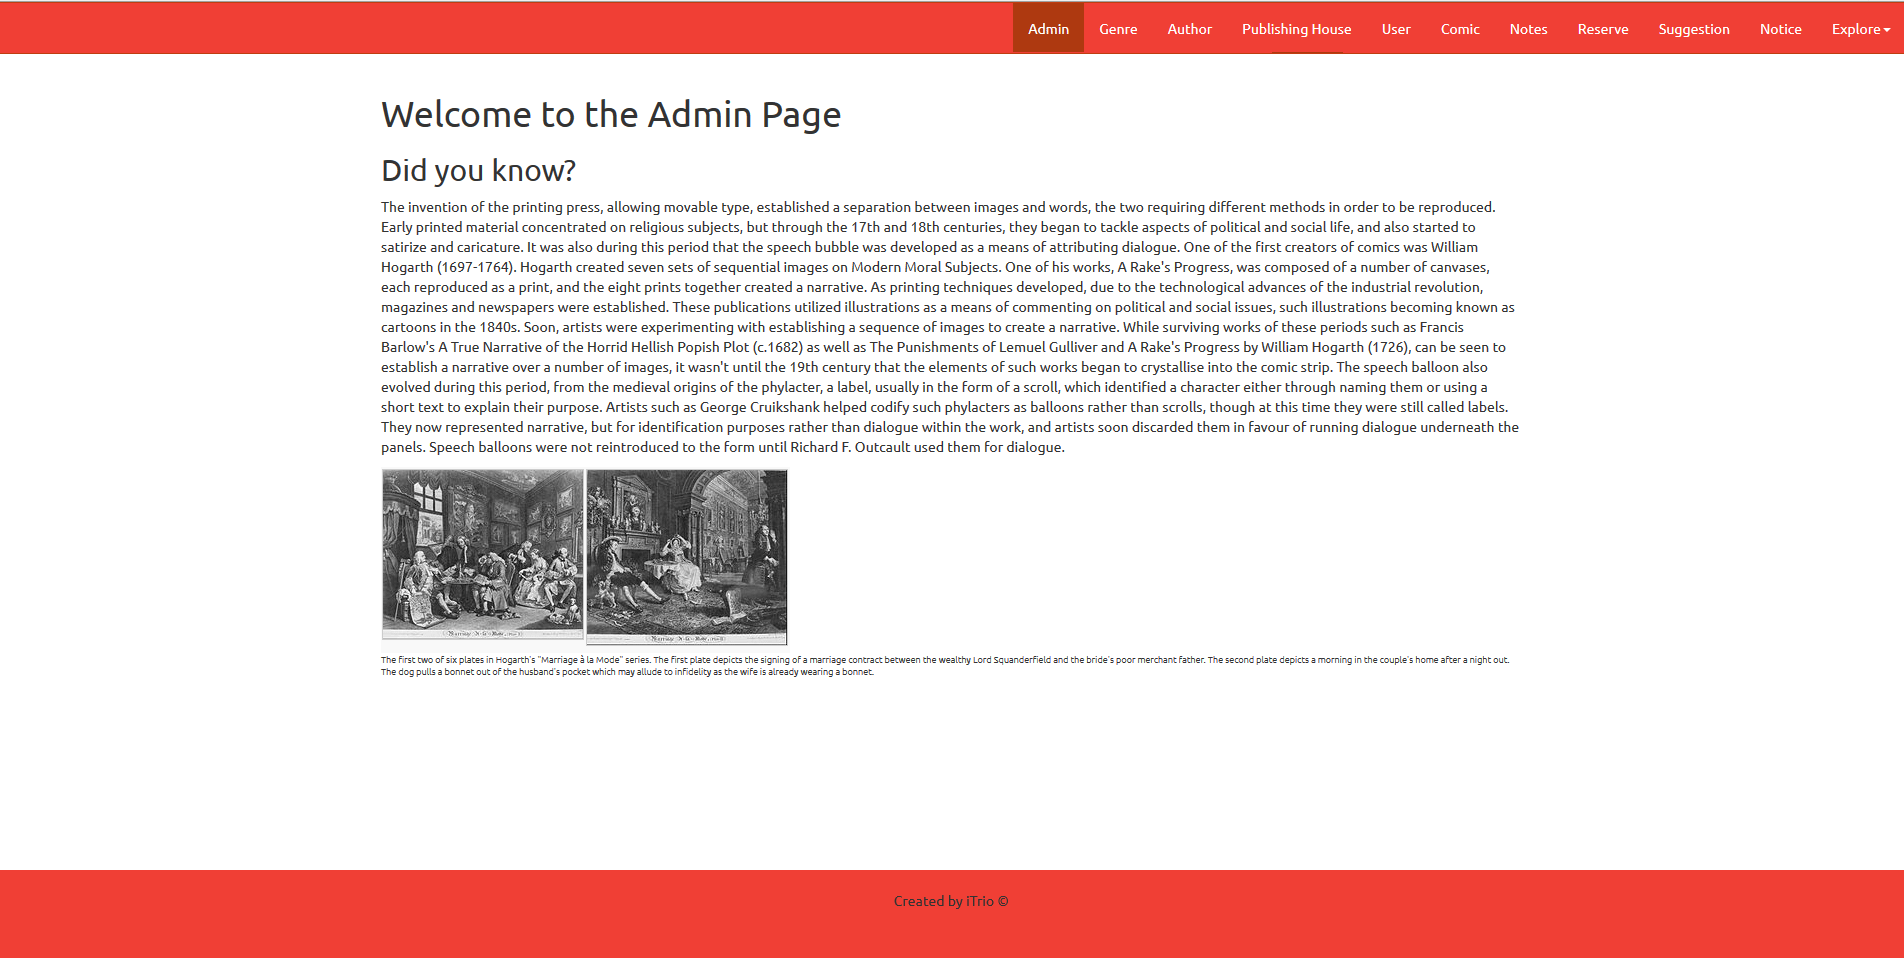 Admin Genre Author Publishing House User Comic Notes Reserve Suggestion Notice Explore
Welcome to the Admin Page
Did you know?
The invention of the printing press, allowing movable type, established a separation between images and words, the two requiring different methods in order to be reproduced.
Early printed material concentrated on religious subjects, but through the 17th and 18th centuries, they began to tackle aspects of political and social life, and also started to
satirize and caricature. It was also during this period that the speech bubble was developed as a means of attributing dialogue. One of the first creators of comics was William
Hogarth (1697-1764). Hogarth created seven sets of sequential images on Modern Moral Subjects. One of his works, A Rake's Progress, was composed of a number of canvases,
each reproduced as a print, and the eight prints together created a narrative. As printing techniques developed, due to the technological advances of the industrial revolution,
magazines and newspapers were established. These publications utilized illustrations as a means of commenting on political and social issues, such illustrations becoming known as
cartoons in the 1840s. Soon, artists were experimenting with establishing a sequence of images to create a narrative. While surviving works of these periods such as Francis
Barlow's A True Narrative of the Horrid Hellish Popish Plot (c.1682) as well as The Punishments of Lemuel Gulliver and A Rake's Progress by William Hogarth (1726), can be seen to
establish a narrative over a number of images, it wasn't until the 19th century that the elements of such works began to crystallise into the comic strip. The speech balloon also
evolved during this period, from the medieval origins of the phylacter, a label, usually in the form of a scroll, which identified a character either through naming them or using a
short text to explain their purpose. Artists such as George Cruikshank helped codify such phylacters as balloons rather than scrolls, though at this time they were still called labels.
They now represented narrative, but for identification purposes rather than dialogue within the work, and artists soon discarded them in favour of running dialogue underneath the
panels. Speech balloons were not reintroduced to the form until Richard F. Outcault used them for dialogue.
The first two of six plates in Hogarth's "Marriage à la Mode" series. The first plate depicts the signing of a marriage contract between the wealthy Lord Squanderfield and the bride's poor merchant father. The second plate depicts a morning in the couple's home after a night out.
The dog pulls a bonnet out of the husband's pocket which may allude to infidelity as the wife is already wearing a bonnet.
Created by iTrio ©